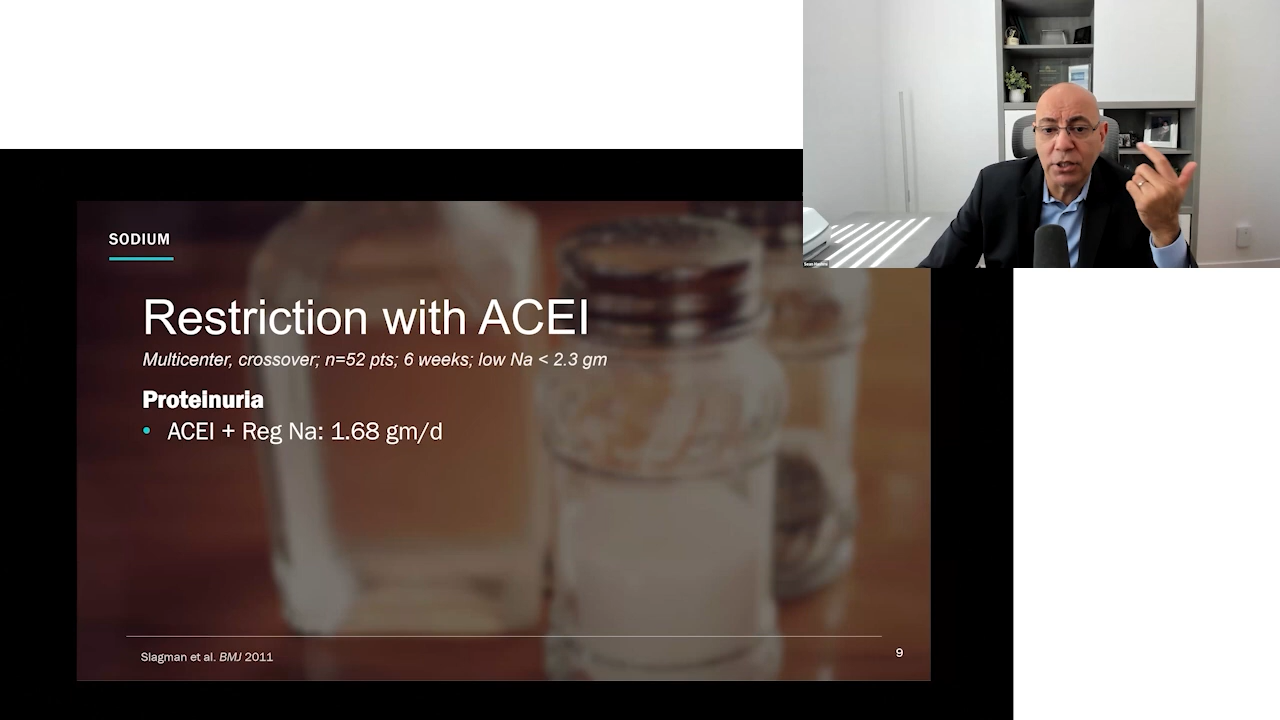 SODIUM
Restriction with ACEI
Multicenter, crossover; n=52 pts; 6 weeks; low Na < 2.3 gm
Proteinuria
• ACEI + Reg Na: 1.68 gm/d
Slagman et al. BMJ 2011
9